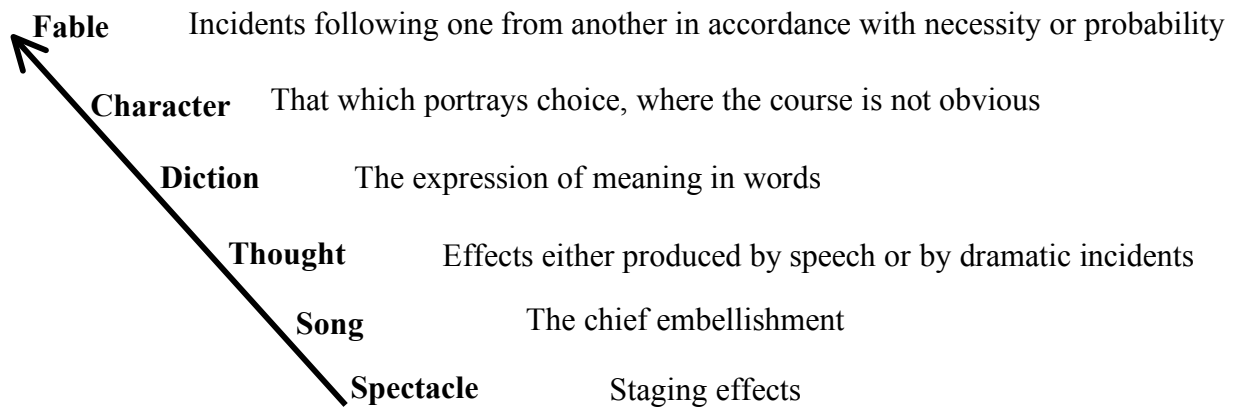 Fable Incidents following one from another in accordance with necessity or probability
Character That which portrays choice, where the course is not obvious
Diction The expression of meaning in words
Thought Effects either produced by speech or by dramatic incidents
Song The chief embellishment
Spectacle Staging effects